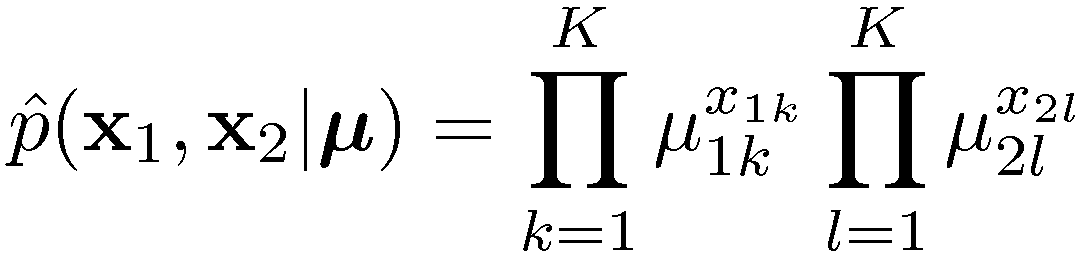 p̂(𝐱₁, 𝐱₂|𝛍) = ∏_{k=1}^{K} μ_{1k}^{x_{1k}} ∏_{l=1}^{K} μ_{2l}^{x_{2l}}